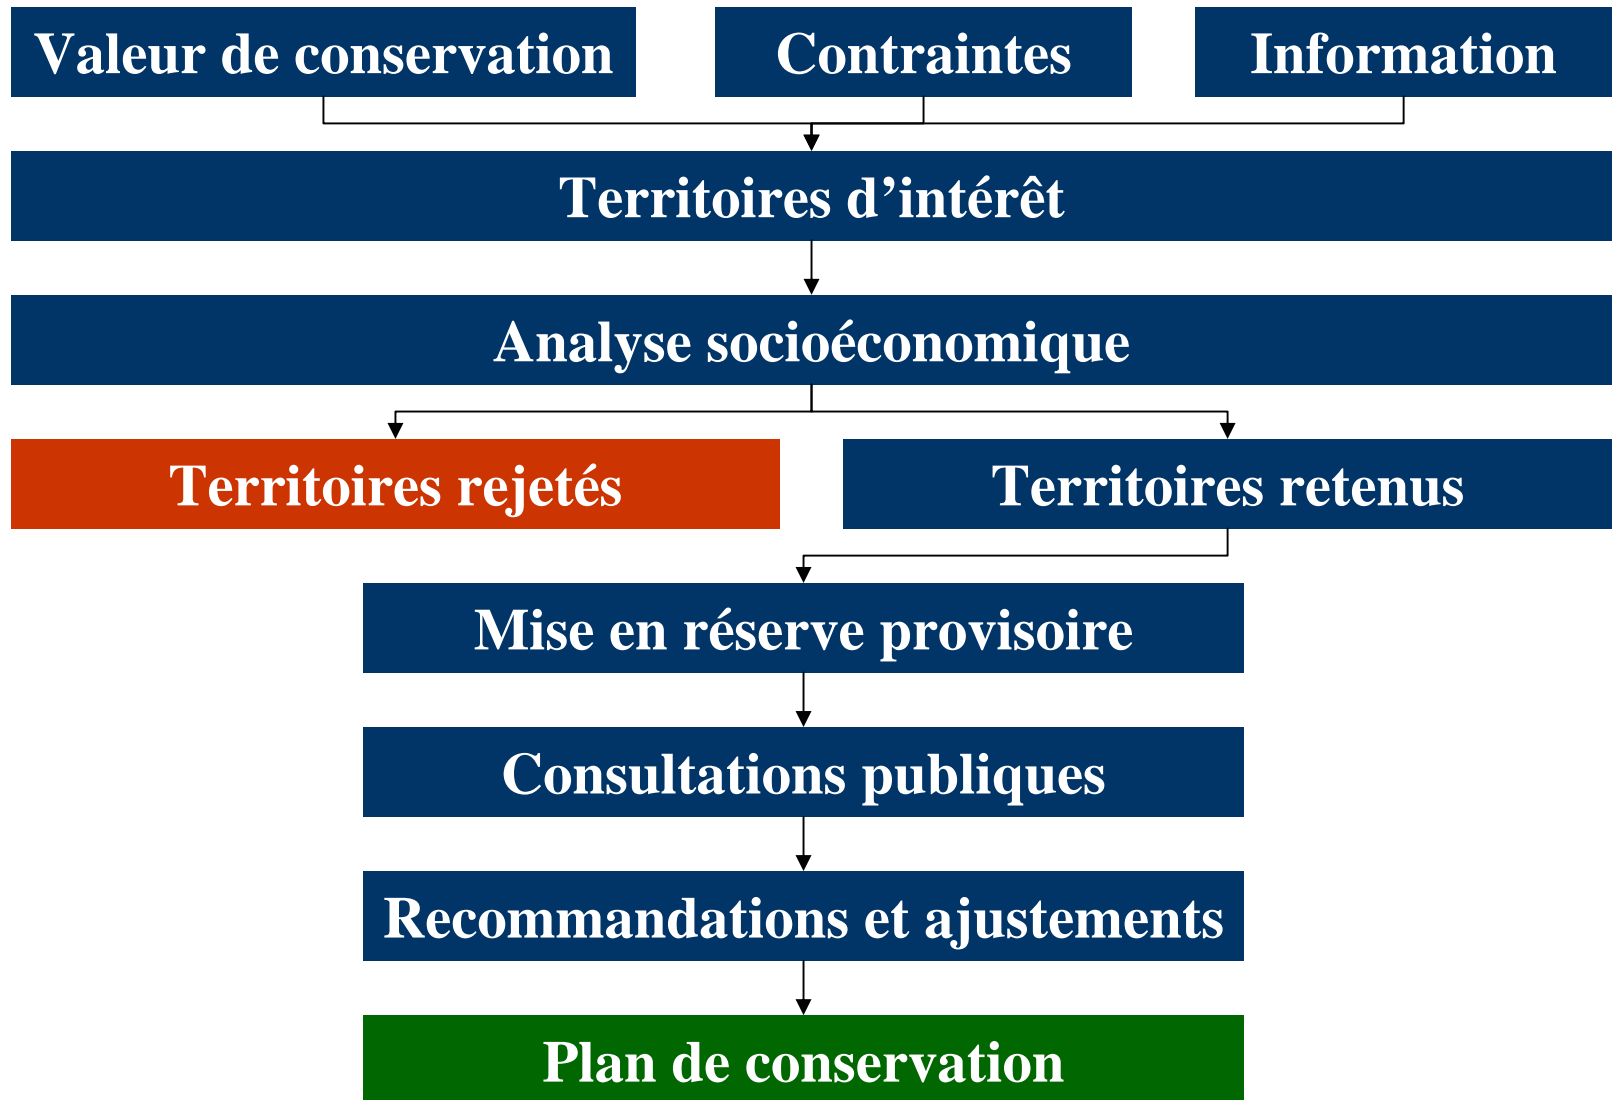 Valeur de conservation
Contraintes
Information
Territoires d’intérêt
Analyse socioéconomique
Territoires rejetés
Territoires retenus
Mise en réserve provisoire
Consultations publiques
Recommandations et ajustements
Plan de conservation